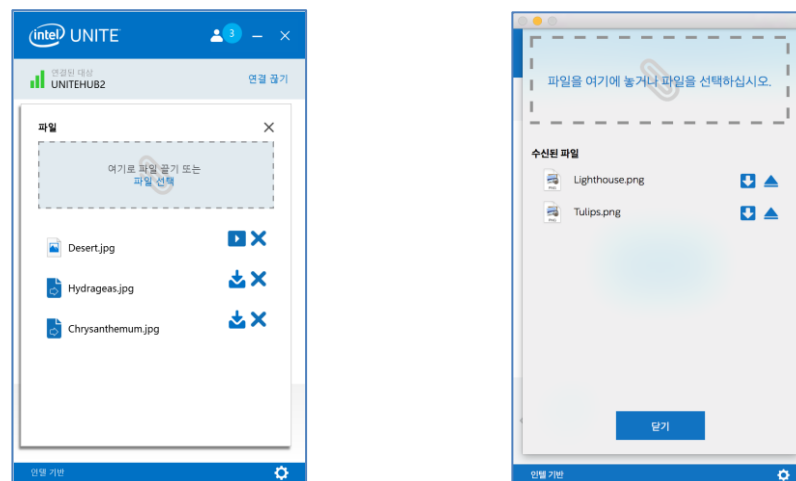 intel UNITE
3
연결된 대상
UNITEHUB2
연결 끊기
파일
여기로 파일 끌기 또는
파일 선택
Desert.jpg
Hydrageas.jpg
Chrysanthemum.jpg
인텔 기반
파일을 여기에 놓거나 파일을 선택하십시오.
수신된 파일
Lighthouse.png
Tulips.png
닫기
인텔 기반